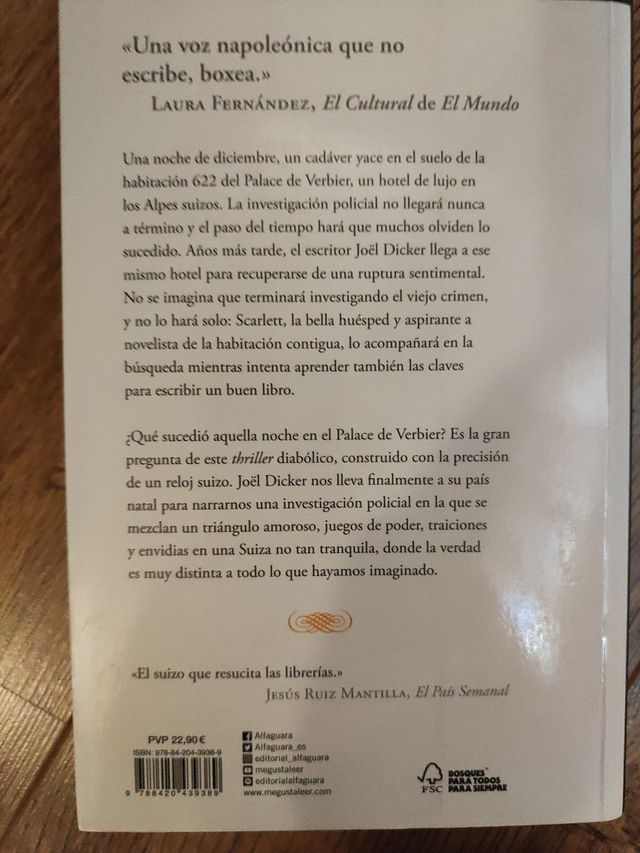 «Una voz napoleónica que no
escribe, boxea.»
LAURA FERNÁNDEZ, El Cultural de El Mundo
Una noche de diciembre, un cadáver yace en el suelo de la
habitación 622 del Palace de Verbier, un hotel de lujo en
los Alpes suizos. La investigación policial no llegará nunca
a término y el paso del tiempo hará que muchos olviden lo
sucedido. Años más tarde, el escritor Joël Dicker llega a ese
mismo hotel para recuperarse de una ruptura sentimental.
No se imagina que terminará investigando el viejo crimen,
y no lo hará solo: Scarlett, la bella huésped y aspirante a
novelista de la habitación contigua, lo acompañará en la
búsqueda mientras intenta aprender también las claves
para escribir un buen libro.
¿Qué sucedió aquella noche en el Palace de Verbier? Es la gran
pregunta de este thriller diabólico, construido con la precisión
de un reloj suizo. Joël Dicker nos lleva finalmente a su país
natal para narrarnos una investigación policial en la que se
mezclan un triángulo amoroso, juegos de poder, traiciones
y envidias en una Suiza no tan tranquila, donde la verdad
es muy distinta a todo lo que hayamos imaginado.
«El suizo que resucita las librerías.»
JESÚS RUIZ MANTILLA, El País Semanal
PVP 22,90 €
ISBN: 978-84-204-3938-9
9 788420 439389
Alfaguara
Alfaguara_es
editorial_alfaguara
megustaleer
editorialalfaguara
www.megustaleer.com
FSC
BOSQUES
PARA TODOS
PARA SIEMPRE